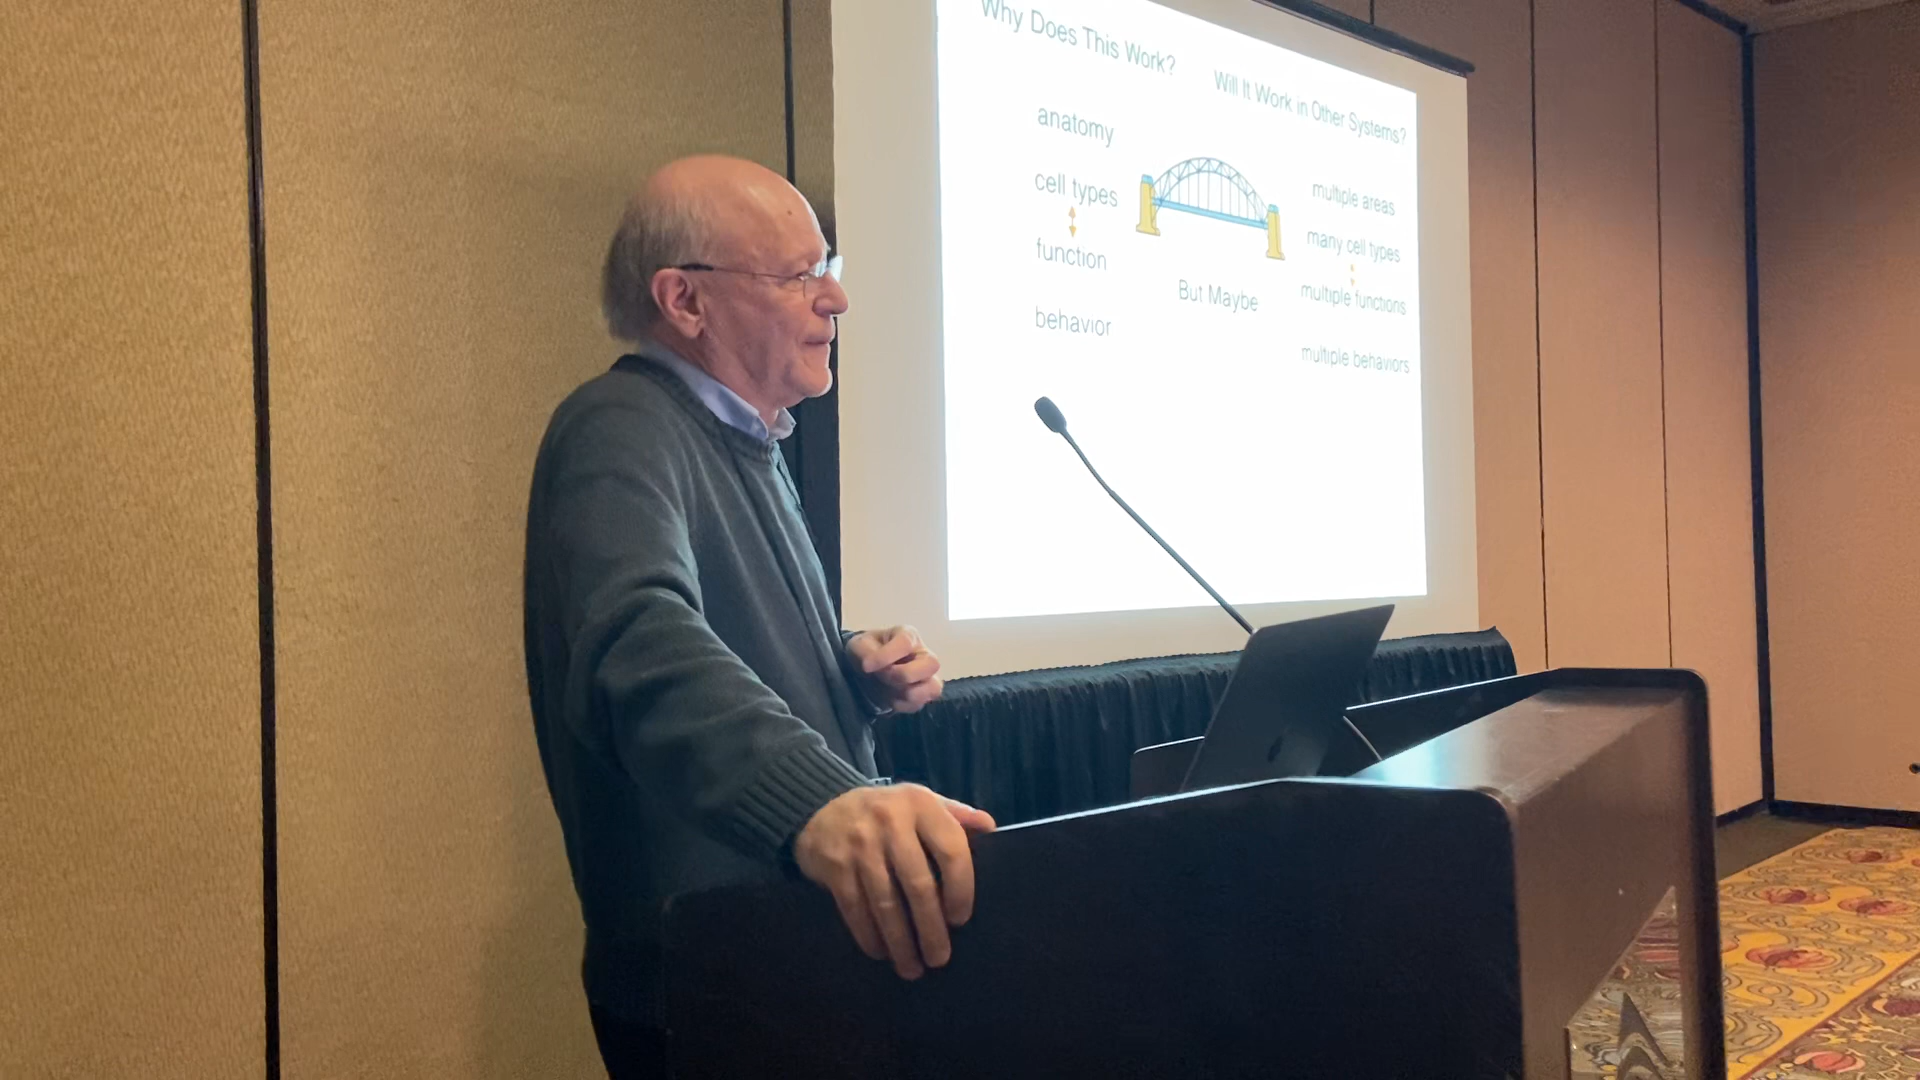 Why Does This Work?
Will It Work in Other Systems?
anatomy
cell types
function
behavior
But Maybe
multiple areas
many cell types
multiple functions
multiple behaviors